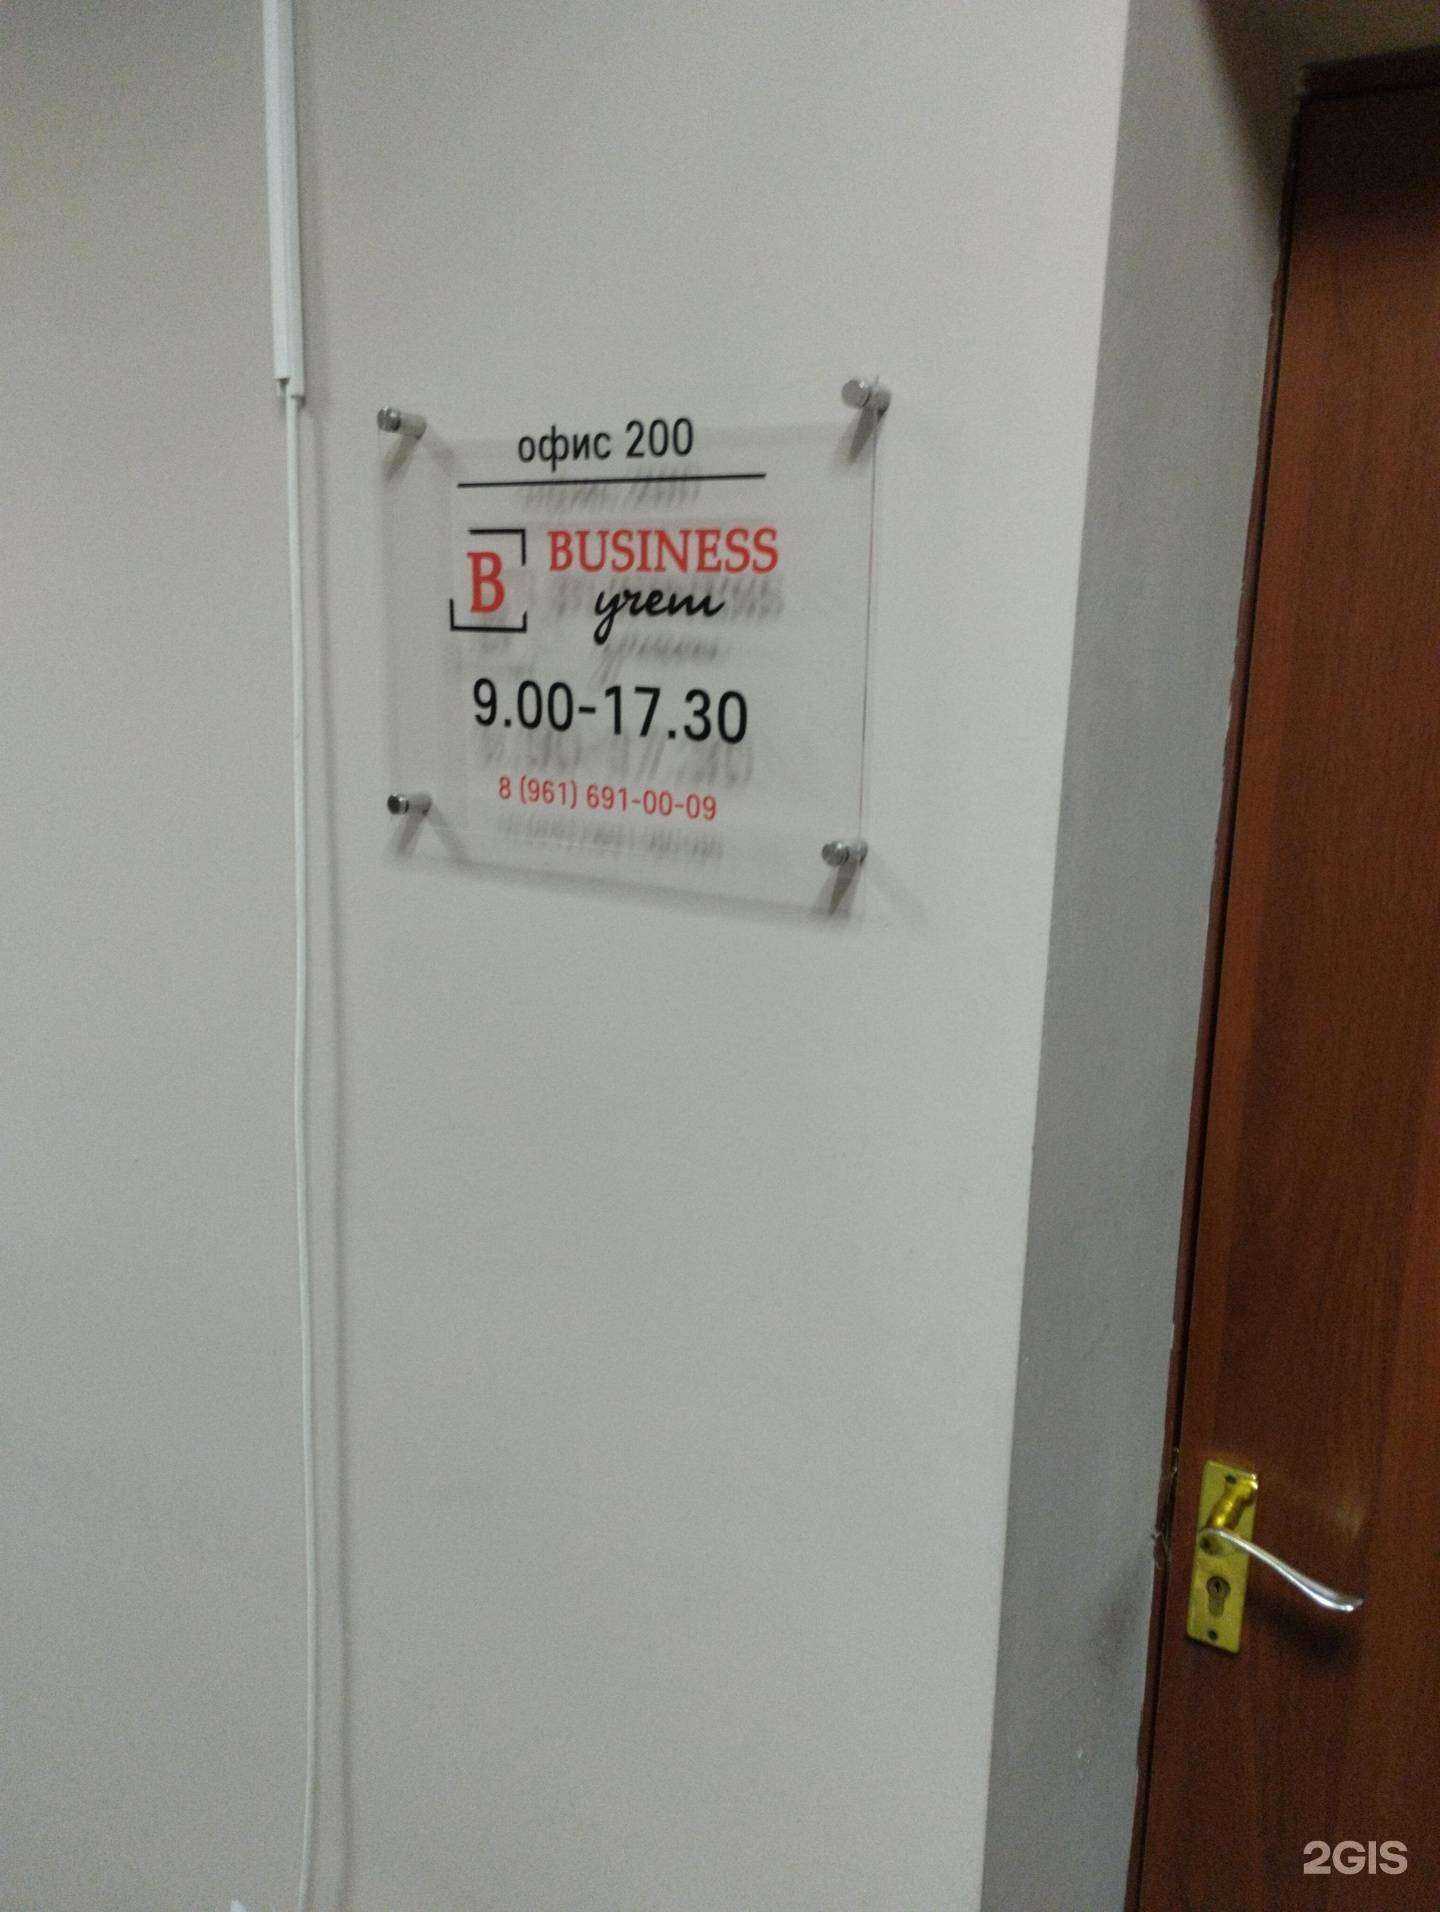 офис 200
B
BUSINESS
учет
9.00-17.30
8 (961) 691-00-09
2GIS